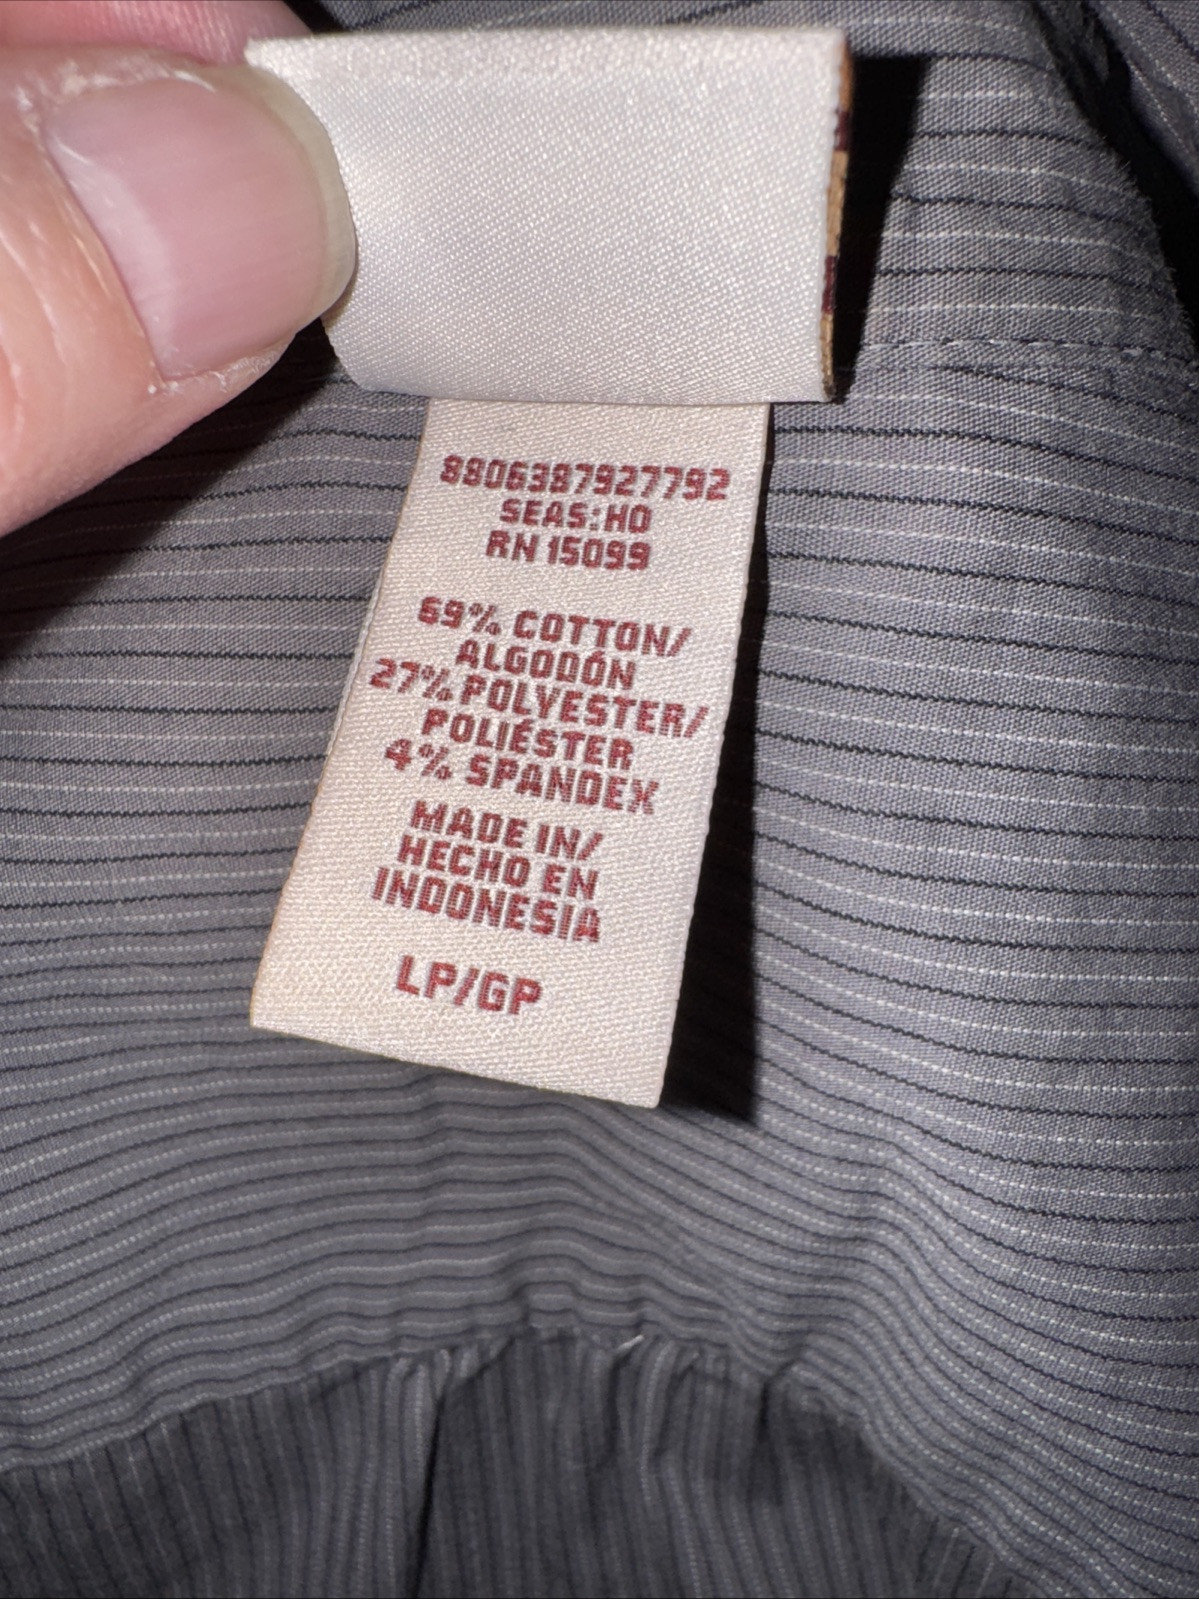 8806387927792
SEAS:HO
RN 15099
69% COTTON/
ALGODÓN
27% POLYESTER/
POLIÉSTER
4% SPANDEX
MADE IN/
HECHO EN
INDONESIA
LP/GP